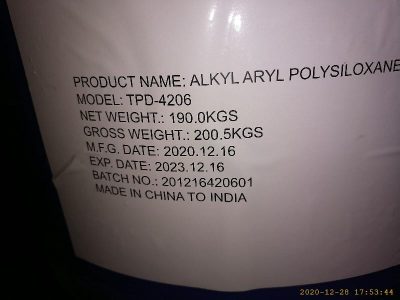 PRODUCT NAME: ALKYL ARYL POLYSILOXANE
MODEL: TPD-4206
NET WEIGHT.: 190.0KGS
GROSS WEIGHT.: 200.5KGS
M.F.G. DATE: 2020.12.16
EXP. DATE: 2023.12.16
BATCH NO.: 201216420601
MADE IN CHINA TO INDIA
2020-12-28 17:53:44